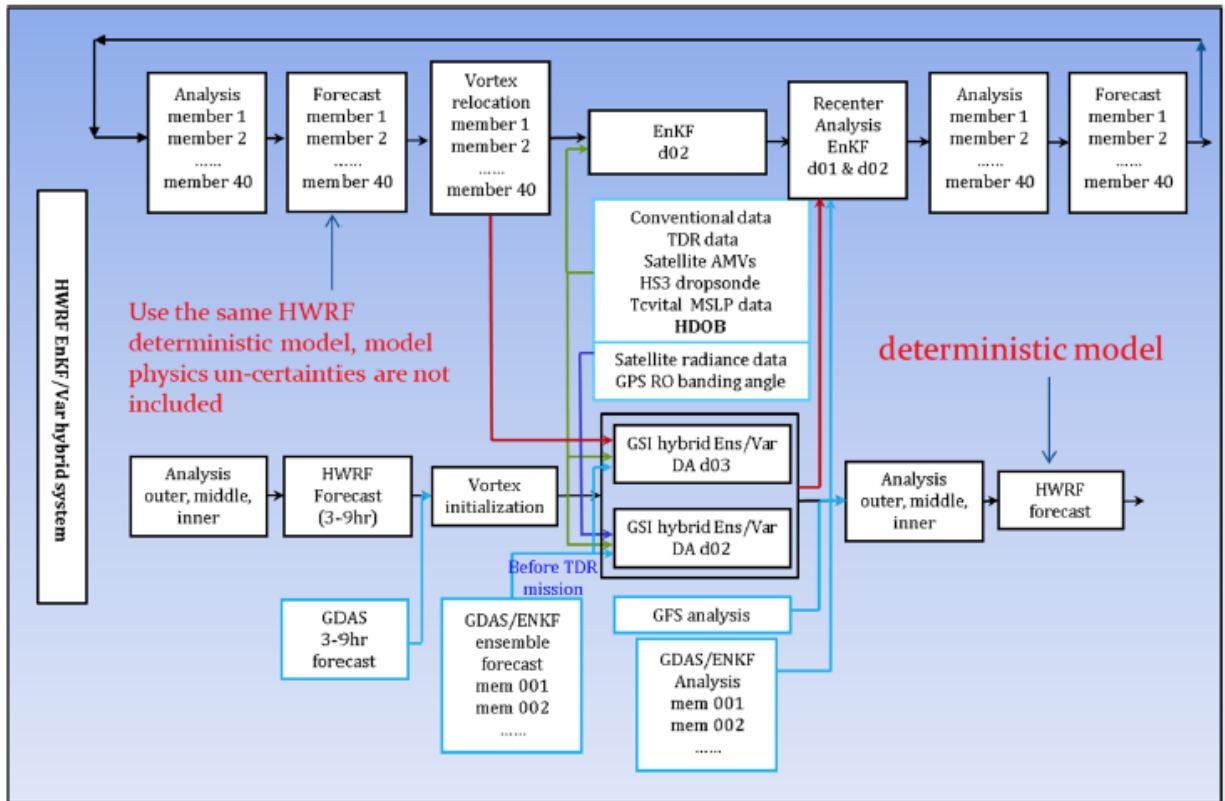 Analysis
member 1
member 2
......
member 40
Forecast
member 1
member 2
......
member 40
Vortex
relocation
member 1
member 2
......
member 40
EnKF
d02
Recenter
Analysis
EnKF
d01 & d02
Analysis
member 1
member 2
......
member 40
Forecast
member 1
member 2
......
member 40
HWRF EnKF/Var hybrid system
Use the same HWRF
deterministic model, model
physics un-certainties are not
included
Conventional data
TDR data
Satellite AMVs
HS3 dropsonde
Tcvital MSLP data
HDOB
Satellite radiance data
GPS RO banding angle
deterministic model
Analysis
outer, middle,
inner
HWRF
Forecast
(3-9hr)
Vortex
initialization
GSI hybrid Ens/Var
DA d03
GSI hybrid Ens/Var
DA d02
Analysis
outer, middle,
inner
HWRF
forecast
Before TDR
mission
GDAS
3-9hr
forecast
GDAS/ENKF
ensemble
forecast
mem 001
mem 002
......
GFS analysis
GDAS/ENKF
Analysis
mem 001
mem 002
......